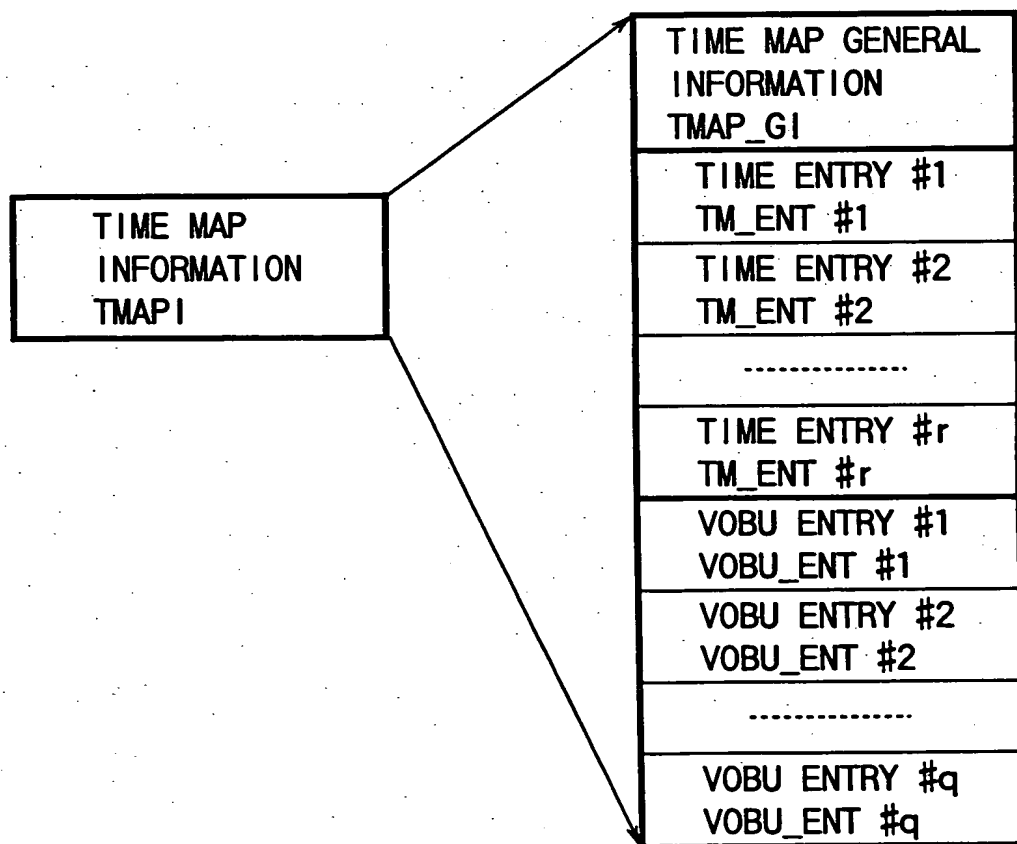 TIME MAP
INFORMATION
TMAPI
TIME MAP GENERAL
INFORMATION
TMAP_GI
TIME ENTRY #1
TM_ENT #1
TIME ENTRY #2
TM_ENT #2
TIME ENTRY #r
TM_ENT #r
VOBU ENTRY #1
VOBU_ENT #1
VOBU ENTRY #2
VOBU_ENT #2
VOBU ENTRY #q
VOBU_ENT #q